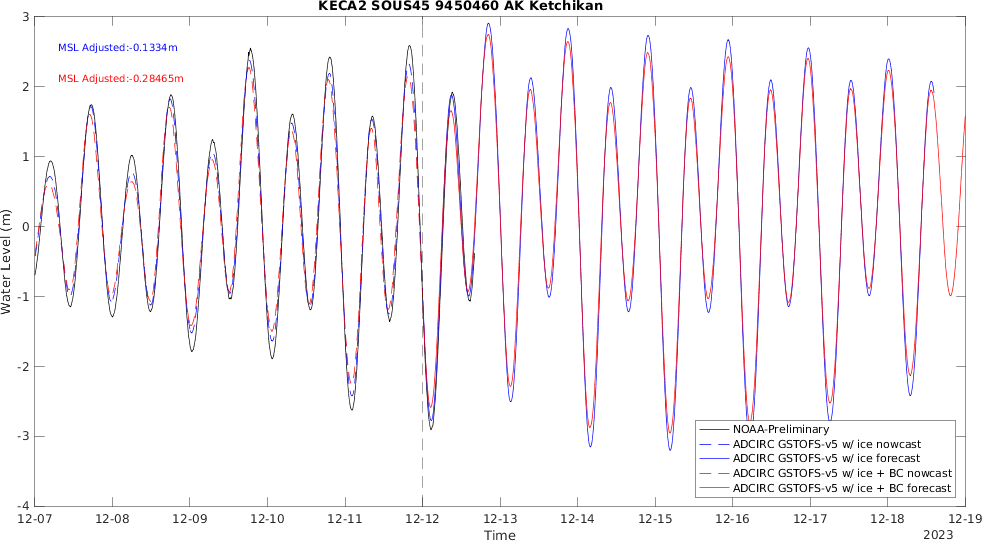 KECA2 SOUS45 9450460 AK Ketchikan
MSL Adjusted:-0.1334m
MSL Adjusted:-0.28465m
Water Level (m)
3
2
1
0
-1
-2
-3
-4
NOAA-Preliminary
ADCIRC GSTOFS-v5 w/ ice nowcast
ADCIRC GSTOFS-v5 w/ ice forecast
ADCIRC GSTOFS-v5 w/ ice + BC nowcast
ADCIRC GSTOFS-v5 w/ ice + BC forecast
12-07 12-08 12-09 12-10 12-11 12-12 12-13 12-14 12-15 12-16 12-17 12-18 12-19
Time
2023